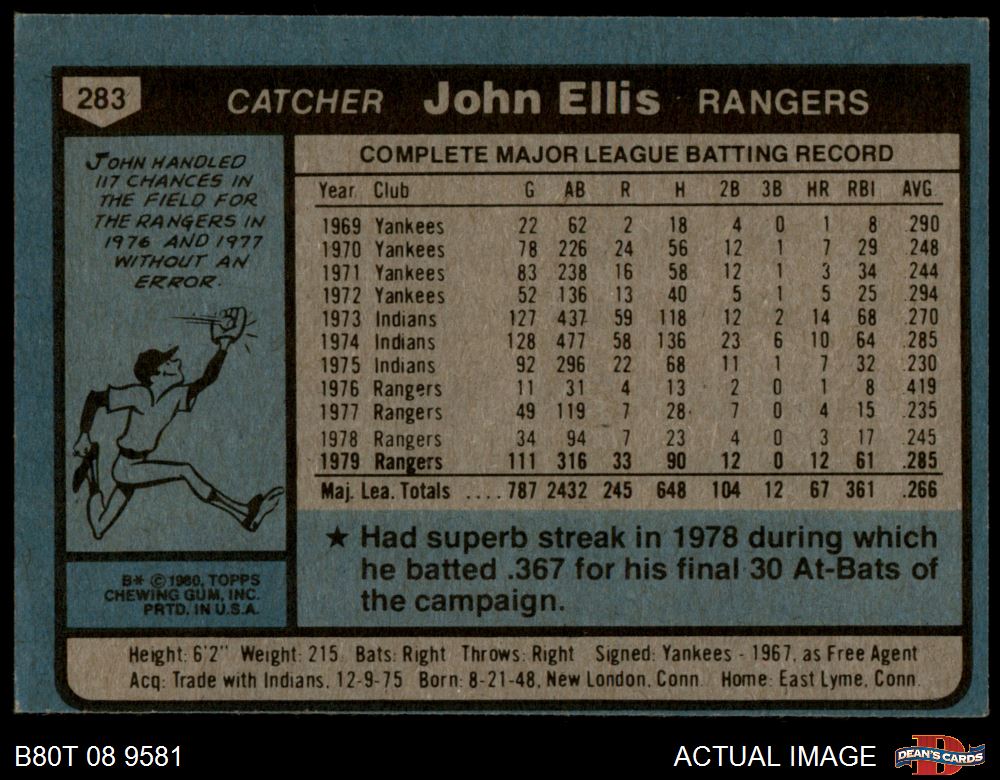 283 CATCHER John Ellis RANGERS
JOHN HANDLED
117 CHANCES IN
THE FIELD FOR
THE RANGERS IN
1976 AND 1977
WITHOUT AN
ERROR.
B* © 1980, TOPPS
CHEWING GUM, INC.
PRTD. IN U.S.A.
COMPLETE MAJOR LEAGUE BATTING RECORD
Year Club G AB R H 2B 3B HR RBI AVG
1969 Yankees 22 62 2 18 4 0 1 8 .290
1970 Yankees 78 226 24 56 12 1 7 29 .248
1971 Yankees 83 238 16 58 12 1 3 34 .244
1972 Yankees 52 136 13 40 5 1 5 25 .294
1973 Indians 127 437 59 118 12 2 14 68 .270
1974 Indians 128 477 58 136 23 6 10 64 .285
1975 Indians 92 296 22 68 11 1 7 32 .230
1976 Rangers 11 31 4 13 2 0 1 8 .419
1977 Rangers 49 119 7 28 7 0 4 15 .235
1978 Rangers 34 94 7 23 4 0 3 17 .245
1979 Rangers 111 316 33 90 12 0 12 61 .285
Maj. Lea. Totals .... 787 2432 245 648 104 12 67 361 .266
★ Had superb streak in 1978 during which
he batted .367 for his final 30 At-Bats of
the campaign.
Height: 6'2" Weight: 215 Bats: Right Throws: Right Signed: Yankees - 1967, as Free Agent
Acq: Trade with Indians, 12-9-75 Born: 8-21-48, New London, Conn. Home: East Lyme, Conn.
B80T 08 9581 ACTUAL IMAGE DEAN'S CARDS